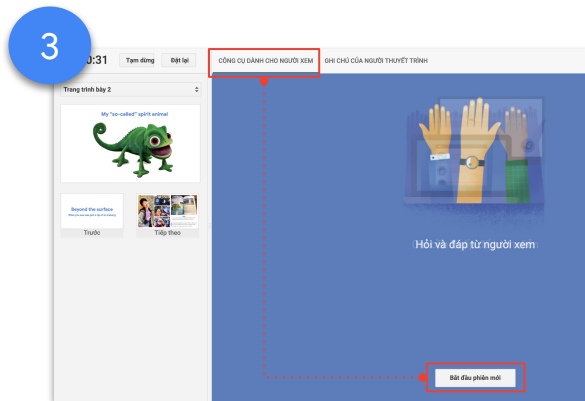 3
0:31
Tạm dừng
Đặt lại
CÔNG CỤ DÀNH CHO NGƯỜI XEM
GHI CHÚ CỦA NGƯỜI THUYẾT TRÌNH
Trang trình bày 2
My "so-called" spirit animal
Beyond the surface
Trước
Tiếp theo
Hỏi và đáp từ người xem
Bắt đầu phiên mới